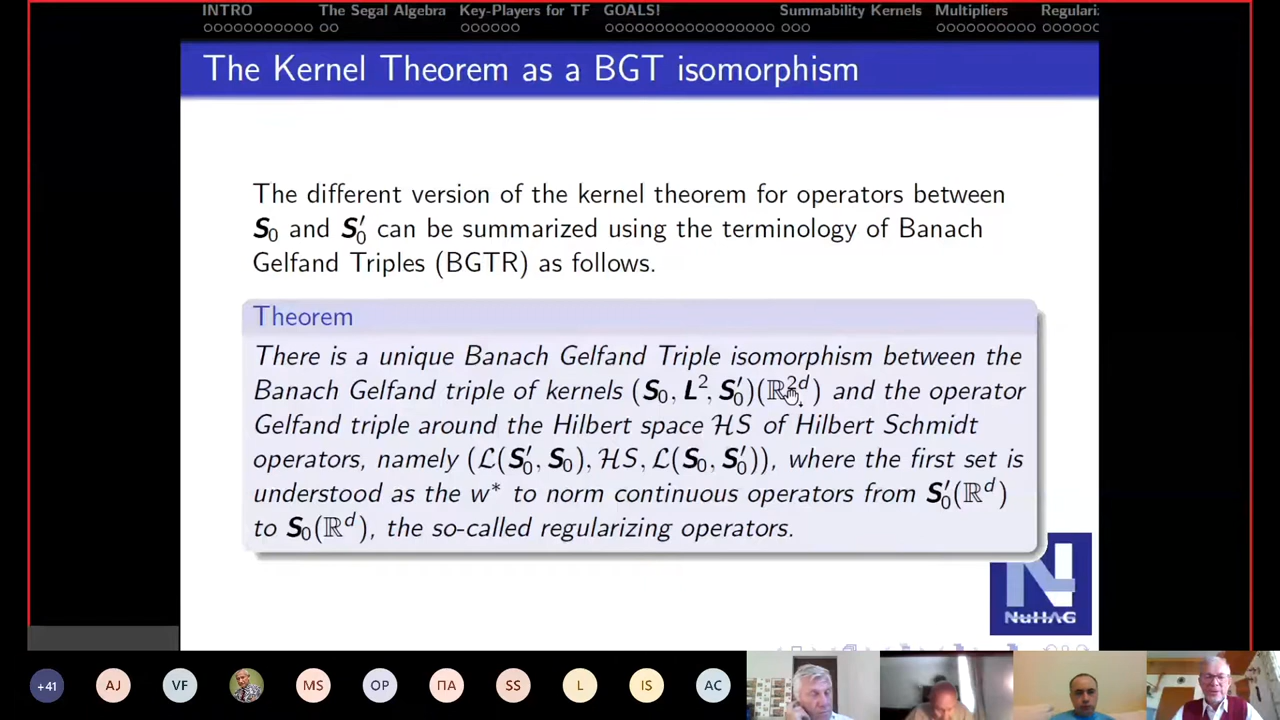 INTRO The Segal Algebra Key-Players for TF GOALS! Summability Kernels Multipliers Regulari
The Kernel Theorem as a BGT isomorphism
The different version of the kernel theorem for operators between
S₀ and S₀′ can be summarized using the terminology of Banach
Gelfand Triples (BGTR) as follows.
Theorem
There is a unique Banach Gelfand Triple isomorphism between the
Banach Gelfand triple of kernels (S₀, L², S₀′)(ℝ²ᵈ) and the operator
Gelfand triple around the Hilbert space ℋS of Hilbert Schmidt
operators, namely (ℒ(S₀′, S₀), ℋS, ℒ(S₀, S₀′)), where the first set is
understood as the w* to norm continuous operators from S₀′(ℝᵈ)
to S₀(ℝᵈ), the so-called regularizing operators.
N
NuHAG
+41 AJ VF MS OP ПА SS L IS AC